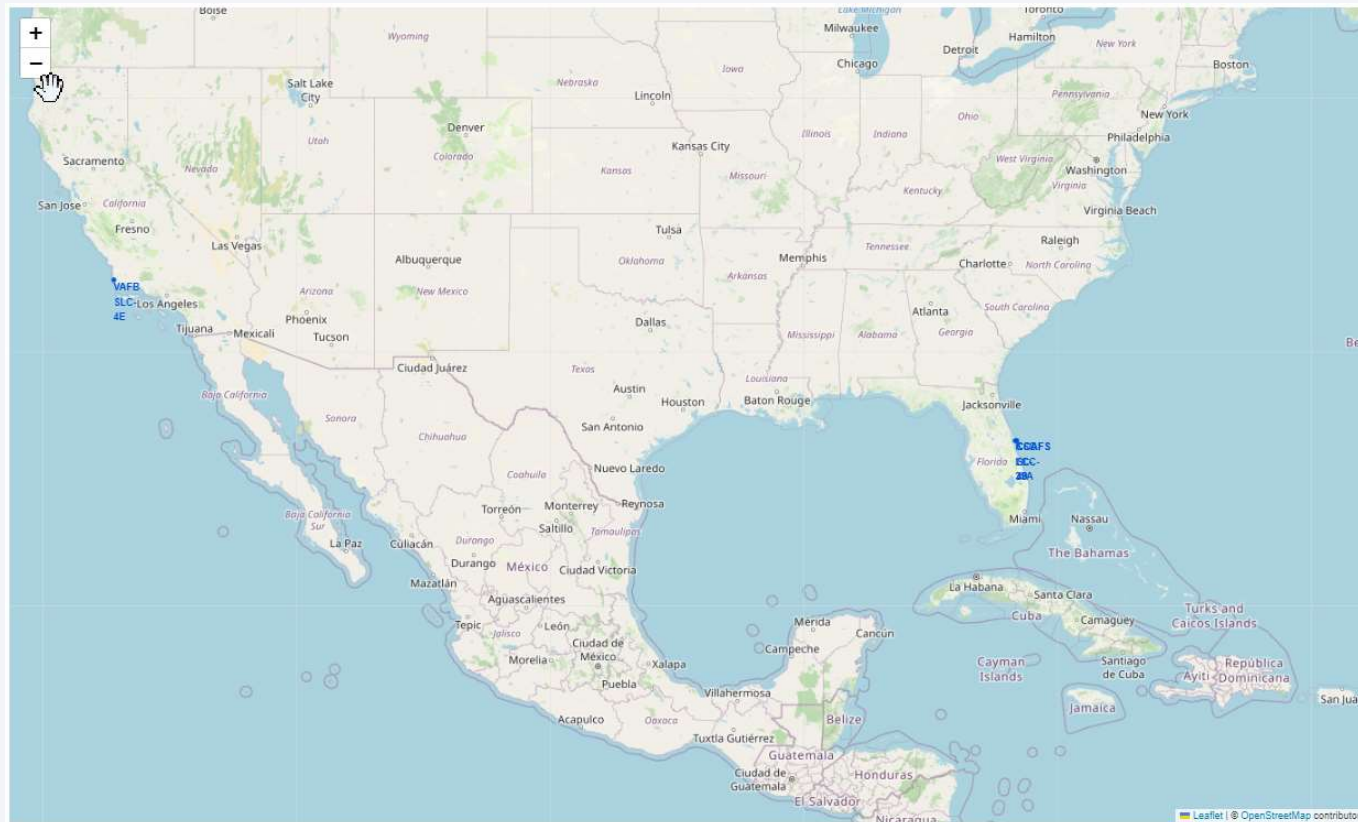 Boise
Lake Michigan
Toronto
+
Wyoming
Milwaukee
Hamilton
New York
Detroit
Boston
−
Chicago
Iowa
Salt Lake
City
Nebraska
Lincoln
Pennsylvania
New York
Ohio
Denver
Utah
Illinois
Indiana
Philadelphia
Kansas City
Colorado
Sacramento
Nevada
Kansas
Missouri
West Virginia
Washington
Virginia
Kentucky
San Jose
California
Virginia Beach
Fresno
Las Vegas
Tulsa
Raleigh
Albuquerque
Oklahoma
Memphis
Tennessee
Charlotte
North Carolina
Arkansas
VAFB
SLC-
4E
Los Angeles
Arizona
New Mexico
South Carolina
Phoenix
Atlanta
Tijuana
Mexicali
Tucson
Dallas
Mississippi
Alabama
Georgia
Be
Ciudad Juárez
Texas
Louisiana
Austin
Baja California
Houston
Baton Rouge
Jacksonville
Sonora
San Antonio
Chihuahua
Florida
Nuevo Laredo
Coahuila
Reynosa
Torreón
Monterrey
Baja California
Sur
Saltillo
Tamaulipas
Miami
Nassau
La Paz
Culiacán
Durango
The Bahamas
Durango
México
Ciudad Victoria
Mazatlán
La Habana
Santa Clara
Aguascalientes
Cuba
Turks and
Caicos Islands
Tepic
León
Mérida
Cancun
Camaguey
Jalisco
Ciudad de
México
Campeche
Morelia
Xalapa
Cayman
Islands
Santiago
de Cuba
Ayiti
República
Dominicana
Puebla
Villahermosa
San Jua
Acapulco
Oaxaca
Belize
Jamaica
Tuxtla Gutiérrez
Guatemala
Ciudad de
Guatemala
Honduras
El Salvador
Nicaragua
Leaflet | © OpenStreetMap contributo